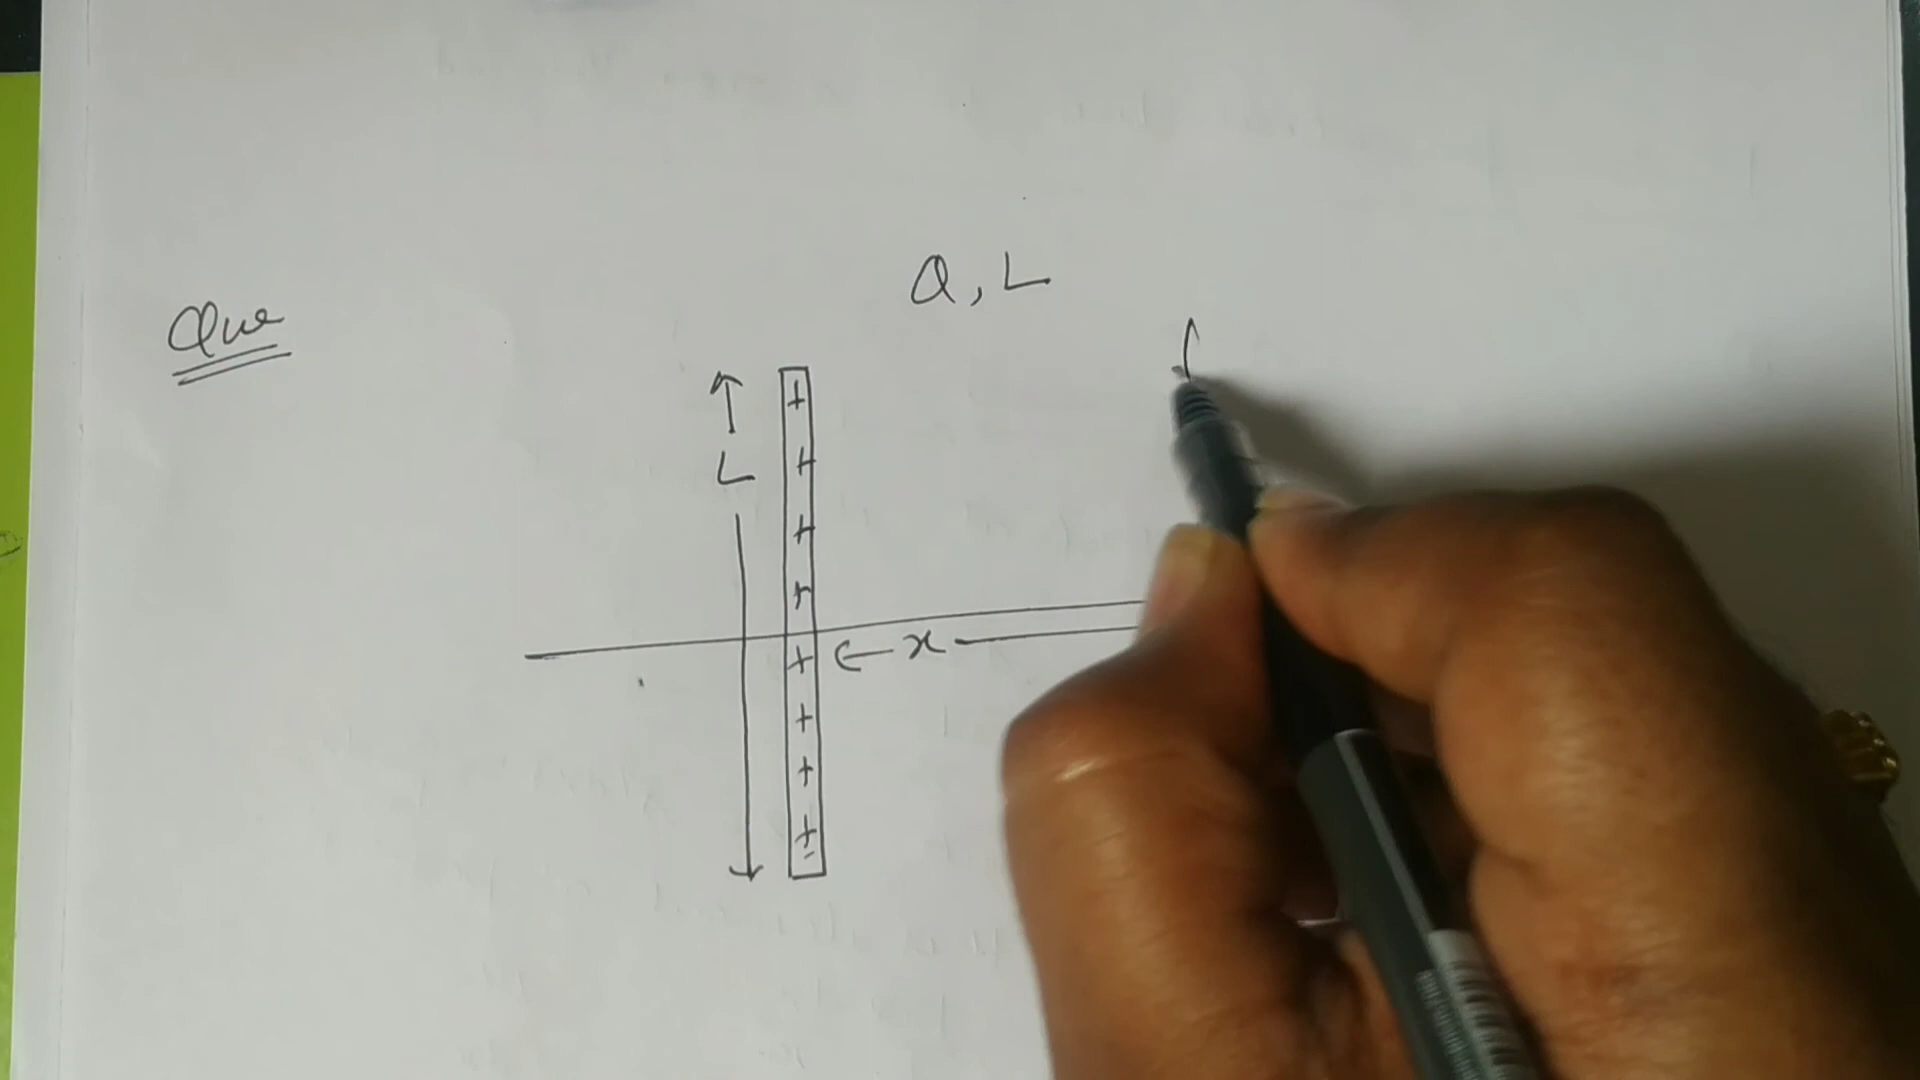 Que
Q, L
L
+
+
+
+
+
+
+
+
x